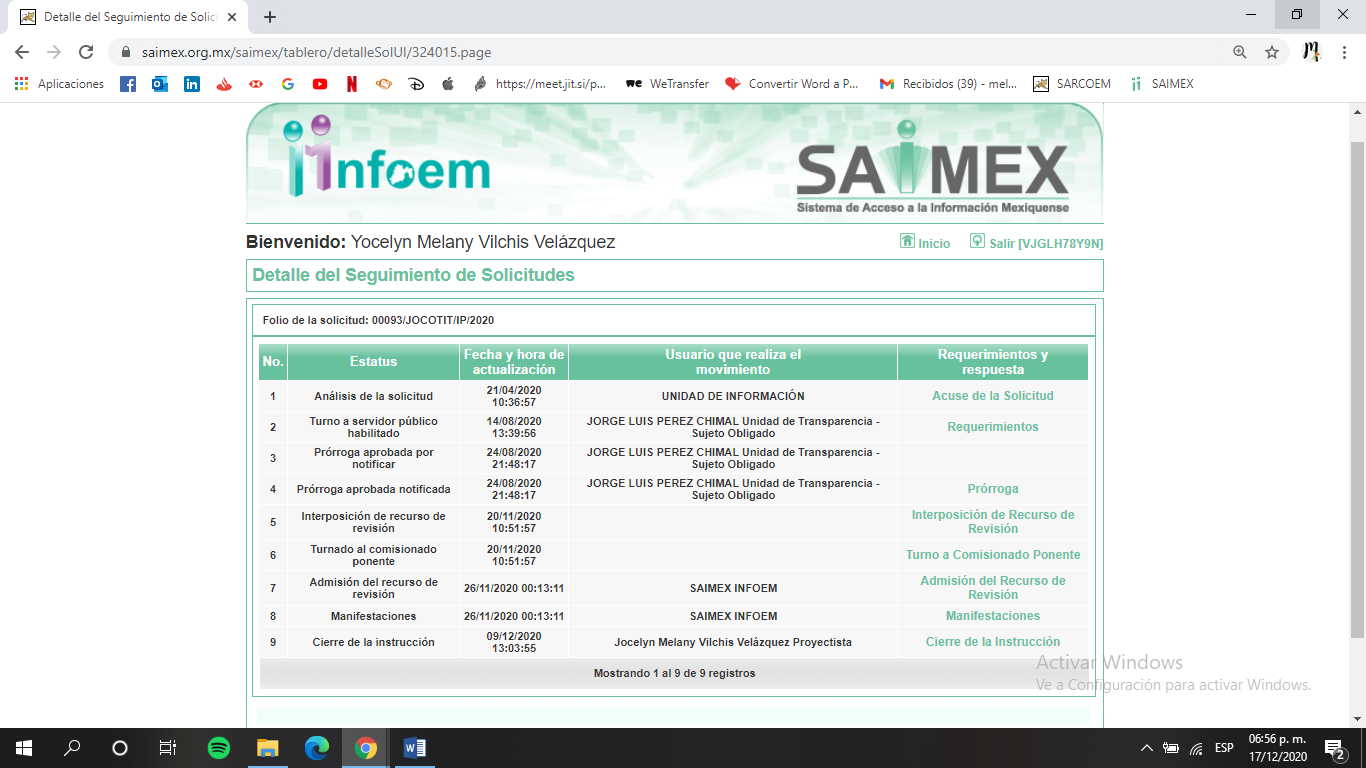 Detalle del Seguimiento de Solici
saimex.org.mx/saimex/tablero/detalleSolUI/324015.page
Aplicaciones
https://meet.jit.si/p...
WeTransfer
Convertir Word a P...
Recibidos (39) - mel...
SARCOEM
SAIMEX
infoem
SAIMEX
Sistema de Acceso a la Información Mexiquense
Bienvenido: Yocelyn Melany Vilchis Velázquez
Inicio
Salir [VJGLH78Y9N]
Detalle del Seguimiento de Solicitudes
Folio de la solicitud: 00093/JOCOTIT/IP/2020
No. Estatus Fecha y hora de actualización Usuario que realiza el movimiento Requerimientos y respuesta
1 Análisis de la solicitud 21/04/2020 10:36:57 UNIDAD DE INFORMACIÓN Acuse de la Solicitud
2 Turno a servidor público habilitado 14/08/2020 13:39:56 JORGE LUIS PEREZ CHIMAL Unidad de Transparencia - Sujeto Obligado Requerimientos
3 Prórroga aprobada por notificar 24/08/2020 21:48:17 JORGE LUIS PEREZ CHIMAL Unidad de Transparencia - Sujeto Obligado
4 Prórroga aprobada notificada 24/08/2020 21:48:17 JORGE LUIS PEREZ CHIMAL Unidad de Transparencia - Sujeto Obligado Prórroga
5 Interposición de recurso de revisión 20/11/2020 10:51:57 Interposición de Recurso de Revisión
6 Turnado al comisionado ponente 20/11/2020 10:51:57 Turno a Comisionado Ponente
7 Admisión del recurso de revisión 26/11/2020 00:13:11 SAIMEX INFOEM Admisión del Recurso de Revisión
8 Manifestaciones 26/11/2020 00:13:11 SAIMEX INFOEM Manifestaciones
9 Cierre de la instrucción 09/12/2020 13:03:55 Jocelyn Melany Vilchis Velázquez Proyectista Cierre de la Instrucción
Mostrando 1 al 9 de 9 registros
Activar Windows
Ve a Configuración para activar Windows.
ESP
06:56 p. m.
17/12/2020
2